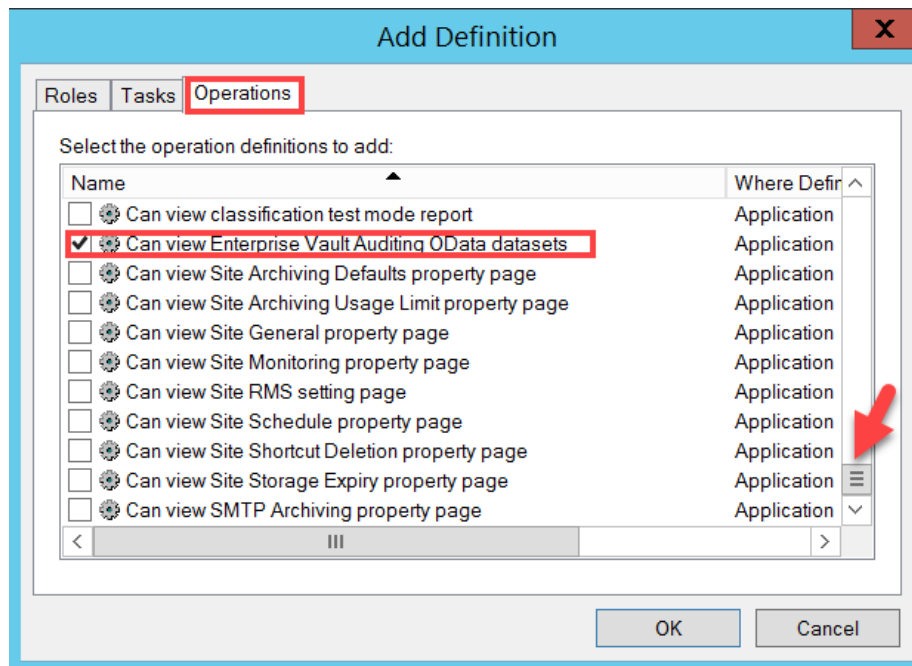 Add Definition
X
Roles Tasks Operations
Select the operation definitions to add:
Name Where Defin
Can view classification test mode report Application
Can view Enterprise Vault Auditing OData datasets Application
Can view Site Archiving Defaults property page Application
Can view Site Archiving Usage Limit property page Application
Can view Site General property page Application
Can view Site Monitoring property page Application
Can view Site RMS setting page Application
Can view Site Schedule property page Application
Can view Site Shortcut Deletion property page Application
Can view Site Storage Expiry property page Application
Can view SMTP Archiving property page Application
OK Cancel